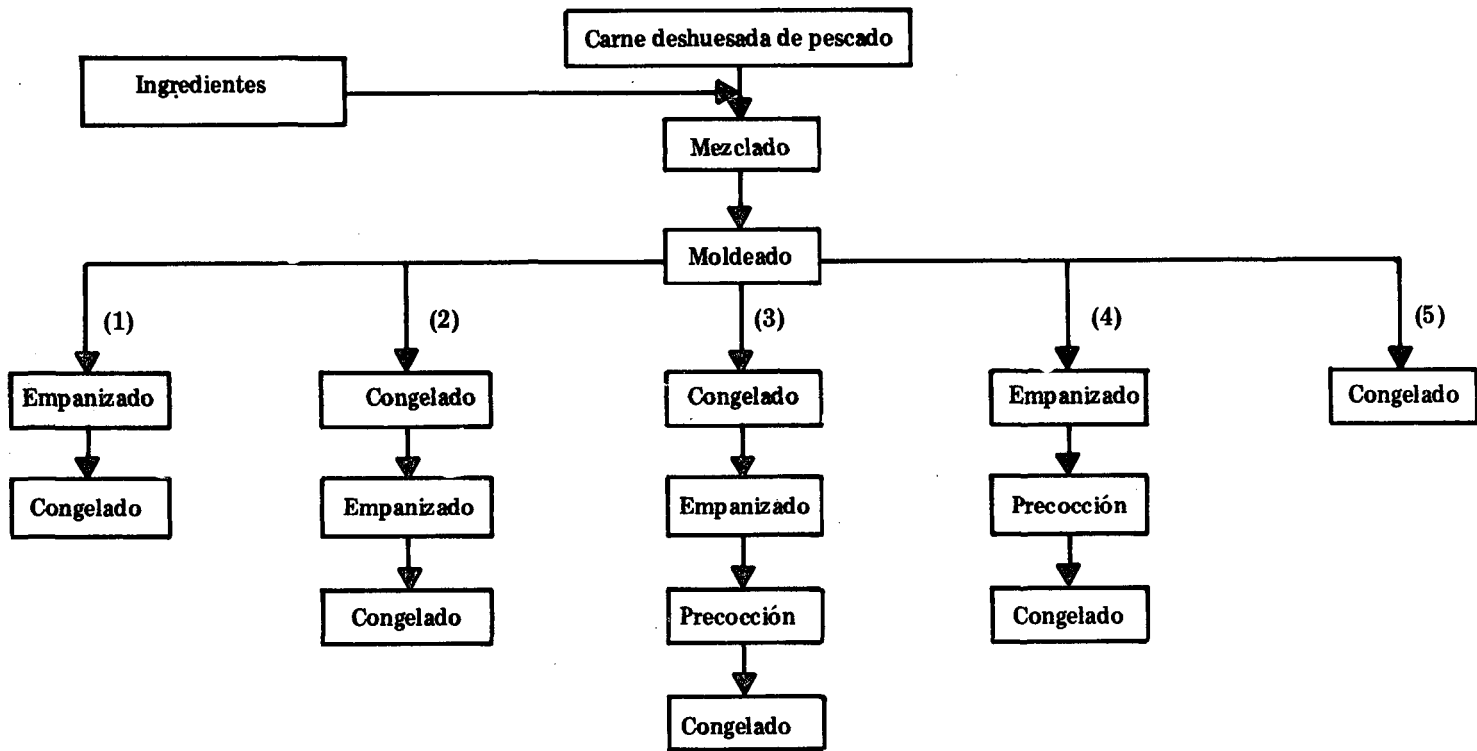 Carne deshuesada de pescado
Ingredientes
Mezclado
Moldeado
(1)
(2)
(3)
(4)
(5)
Empanizado
Congelado
Congelado
Empanizado
Congelado
Congelado
Empanizado
Empanizado
Precocción
Congelado
Precocción
Congelado
Congelado